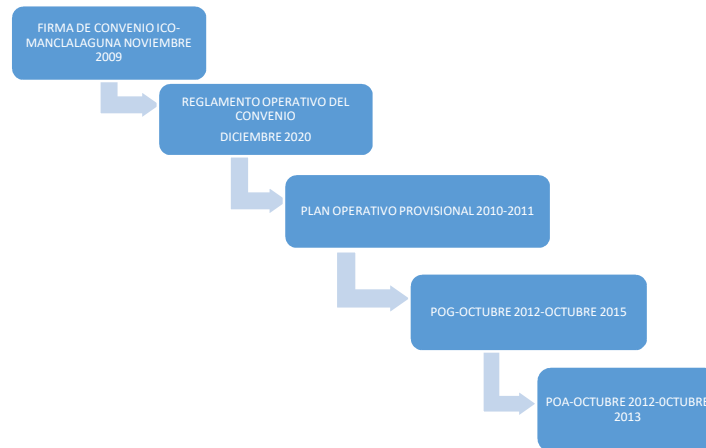 FIRMA DE CONVENIO ICO-
MANCLALAGUNA NOVIEMBRE
2009
REGLAMENTO OPERATIVO DEL
CONVENIO
DICIEMBRE 2020
PLAN OPERATIVO PROVISIONAL 2010-2011
POG-OCTUBRE 2012-OCTUBRE 2015
POA-OCTUBRE 2012-0CTUBRE
2013